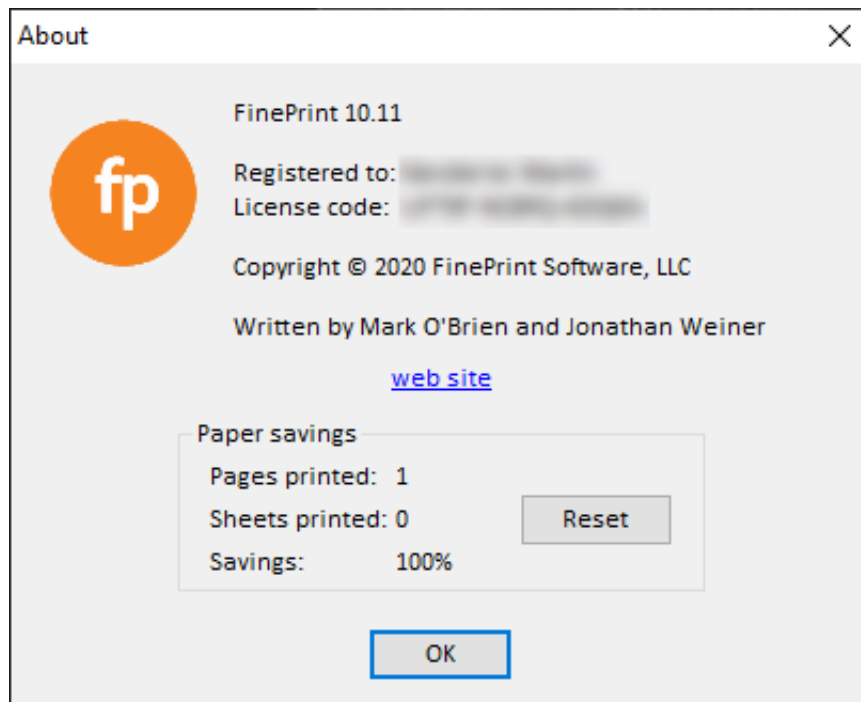 About
FinePrint 10.11
fp
Registered to:
License code:
Copyright © 2020 FinePrint Software, LLC
Written by Mark O'Brien and Jonathan Weiner
web site
Paper savings
Pages printed: 1
Sheets printed: 0
Reset
Savings: 100%
OK